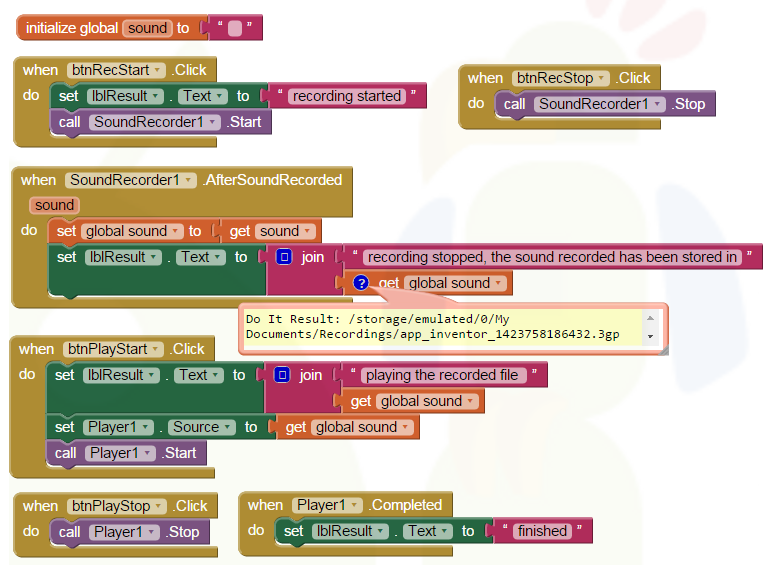 initialize global sound to “ ”
when btnRecStart .Click
do set lblResult . Text to “ recording started ”
call SoundRecorder1 .Start
when btnRecStop .Click
do call SoundRecorder1 .Stop
when SoundRecorder1 .AfterSoundRecorded
sound
do set global sound to get sound
set lblResult . Text to join “ recording stopped, the sound recorded has been stored in ”
? get global sound
Do It Result: /storage/emulated/0/My
Documents/Recordings/app_inventor_1423758186432.3gp
when btnPlayStart .Click
do set lblResult . Text to join “ playing the recorded file ”
get global sound
set Player1 . Source to get global sound
call Player1 .Start
when btnPlayStop .Click
do call Player1 .Stop
when Player1 .Completed
do set lblResult . Text to “ finished ”